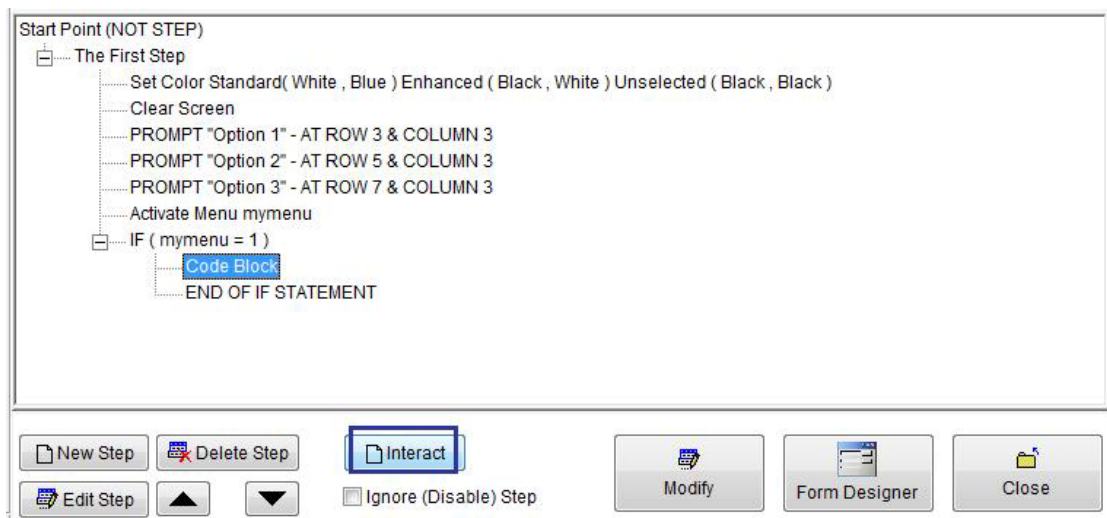 Start Point (NOT STEP)
The First Step
Set Color Standard( White , Blue ) Enhanced ( Black , White ) Unselected ( Black , Black )
Clear Screen
PROMPT "Option 1" - AT ROW 3 & COLUMN 3
PROMPT "Option 2" - AT ROW 5 & COLUMN 3
PROMPT "Option 3" - AT ROW 7 & COLUMN 3
Activate Menu mymenu
IF ( mymenu = 1 )
Code Block
END OF IF STATEMENT
New Step Delete Step Interact
Modify Form Designer Close
Edit Step Ignore (Disable) Step